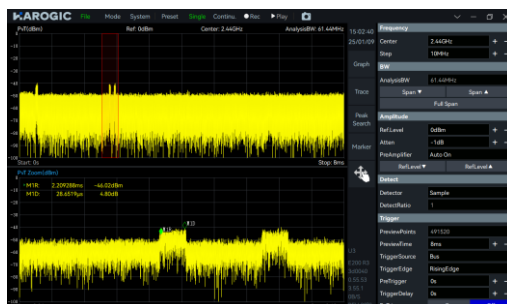 HAROGIC File Mode System Preset Single Continu. Rec Play
PvT(dBm) Ref: 0dBm Center: 2.44GHz AnalysisBW: 61.44MHz
15:02:40
25/01/09
Start: 0s Stop: 8ms
PvT Zoom(dBm)
M1R: 2.209288ms -46.02dBm
M1D: 28.6519μs 4.80dB
Graph
Trace
Peak
Search
Marker
Frequency
Center 2.44GHz + -
Step 10MHz + -
BW
AnalysisBW 61.44MHz
Span ▼ Span ▲
Full Span
Amplitude
RefLevel 0dBm + -
Atten -1dB + -
PreAmplifier Auto On
RefLevel ▼ RefLevel ▲
Detect
Detector Sample
DetectRatio 1
Trigger
PreviewPoints 491520
PreviewTime 8ms + -
TriggerSource Bus
TriggerEdge RisingEdge
PreTrigger 0s + -
TriggerDelay 0s + -